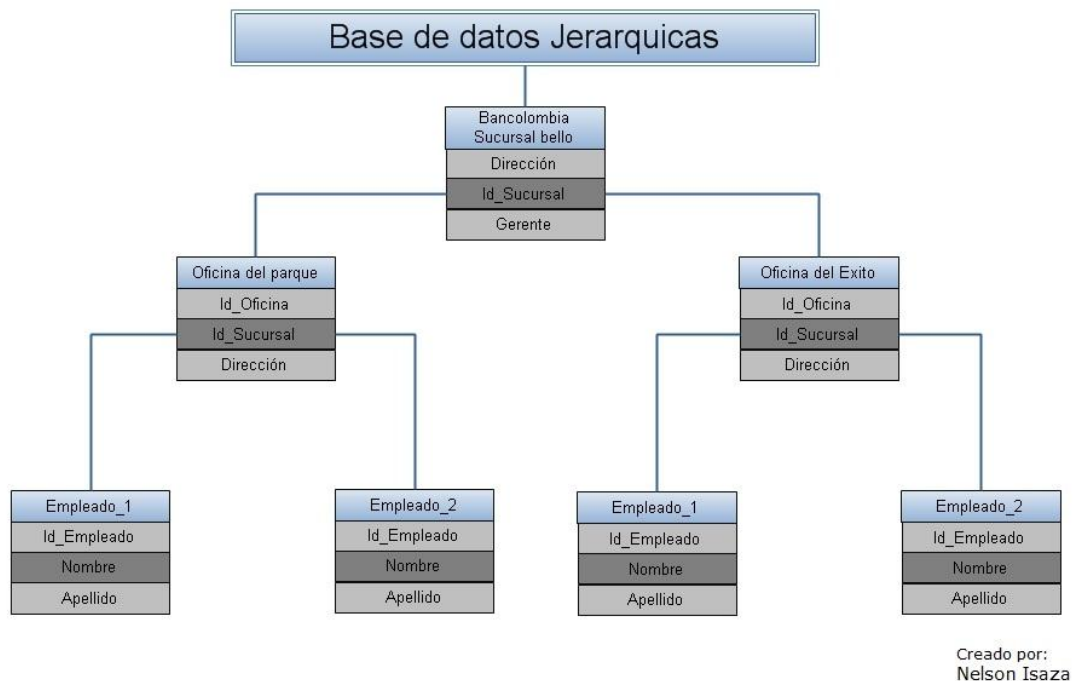 Base de datos Jerarquicas
Bancolombia
Sucursal bello
Dirección
Id_Sucursal
Gerente
Oficina del parque
Id_Oficina
Id_Sucursal
Dirección
Oficina del Exito
Id_Oficina
Id_Sucursal
Dirección
Empleado_1
Id_Empleado
Nombre
Apellido
Empleado_2
Id_Empleado
Nombre
Apellido
Empleado_1
Id_Empleado
Nombre
Apellido
Empleado_2
Id_Empleado
Nombre
Apellido
Creado por:
Nelson Isaza